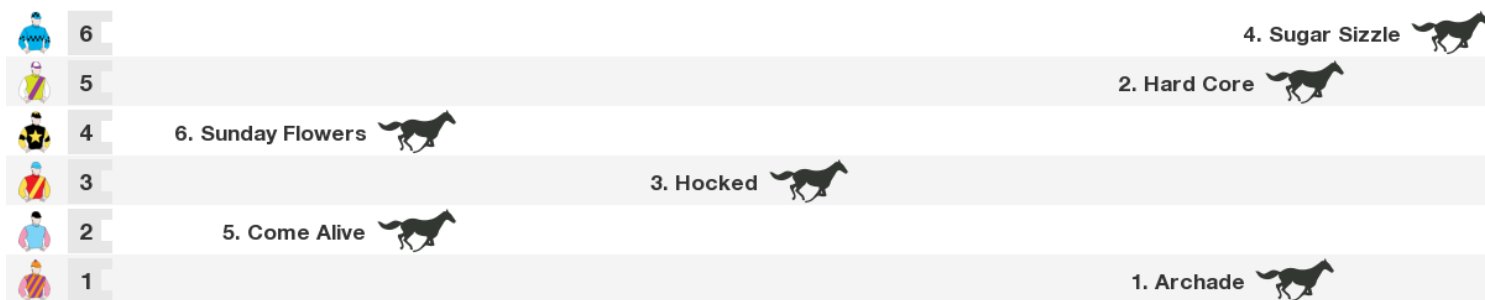 6 4. Sugar Sizzle
5 2. Hard Core
4 6. Sunday Flowers
3 3. Hocked
2 5. Come Alive
1 1. Archade